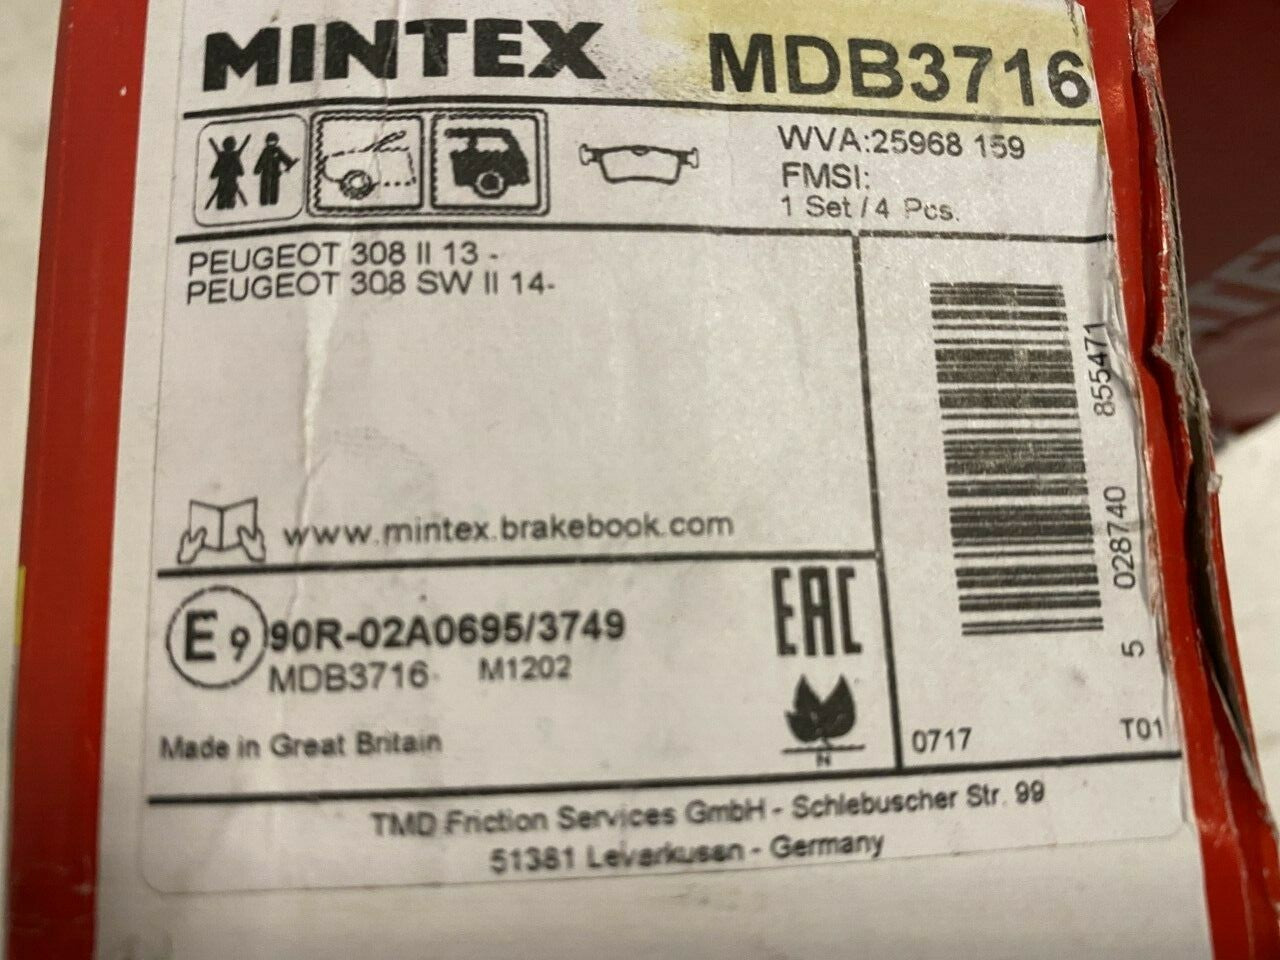 MINTEX MDB3716
WVA:25968 159
FMSI:
1 Set / 4 Pcs.
PEUGEOT 308 II 13 -
PEUGEOT 308 SW II 14-
www.mintex.brakebook.com
5 028740 855471
E9 90R-02A0695/3749
MDB3716 M1202
EAC
N
Made in Great Britain
0717 T01
TMD Friction Services GmbH - Schlebuscher Str. 99
51381 Leverkusen - Germany